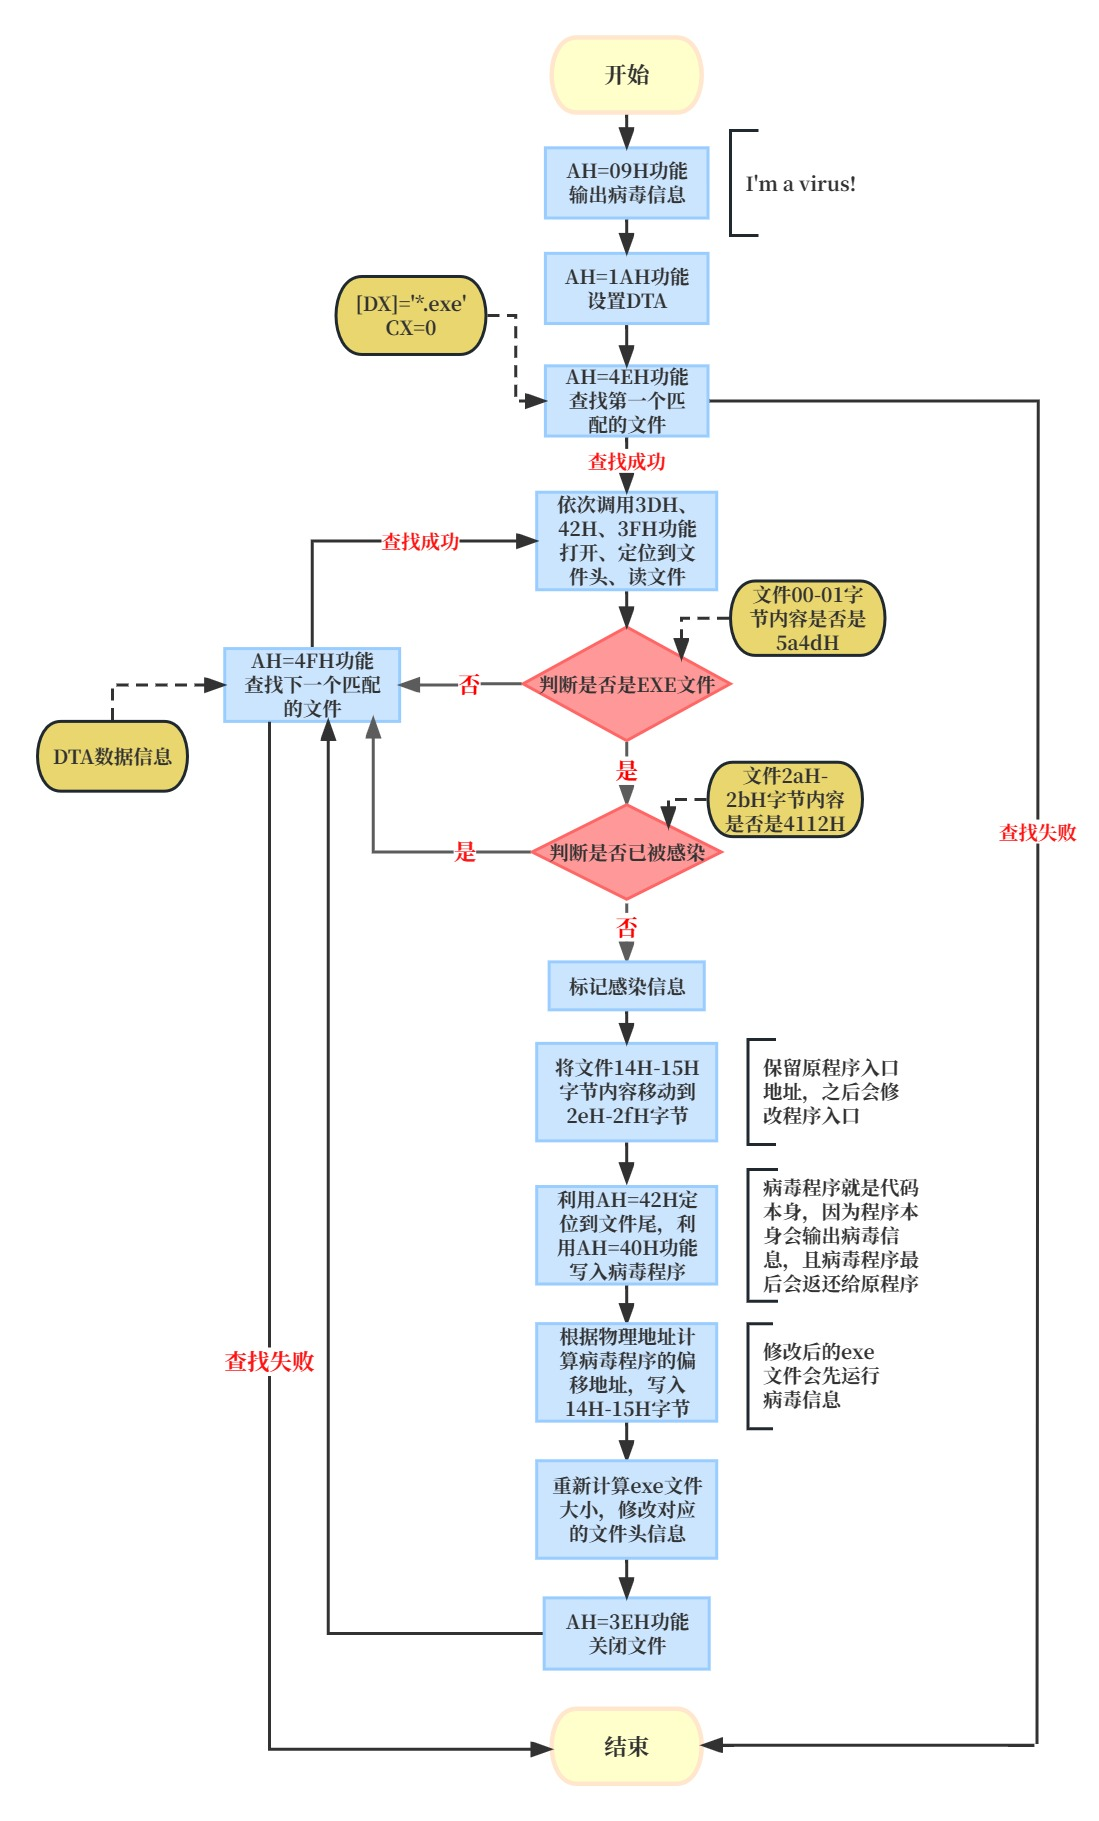 开始
AH=09H功能
输出病毒信息
I'm a virus!
AH=1AH功能
设置DTA
[DX]='*.exe'
CX=0
AH=4EH功能
查找第一个匹
配的文件
查找成功
依次调用3DH、
42H、3FH功能
打开、定位到文
件头、读文件
查找成功
文件00-01字
节内容是否是
5a4dH
AH=4FH功能
查找下一个匹配
的文件
否
判断是否是EXE文件
DTA数据信息
是
文件2aH-
2bH字节内容
是否是4112H
查找失败
是
判断是否已被感染
否
标记感染信息
将文件14H-15H
字节内容移动到
2eH-2fH字节
保留原程序入口
地址，之后会修
改程序入口
利用AH=42H定
位到文件尾，利
用AH=40H功能
写入病毒程序
病毒程序就是代码
本身，因为程序本
身会输出病毒信
息，且病毒程序最
后会返还给原程序
查找失败
根据物理地址计
算病毒程序的偏
移地址，写入
14H-15H字节
修改后的exe
文件会先运行
病毒信息
重新计算exe文件
大小，修改对应
的文件头信息
AH=3EH功能
关闭文件
结束